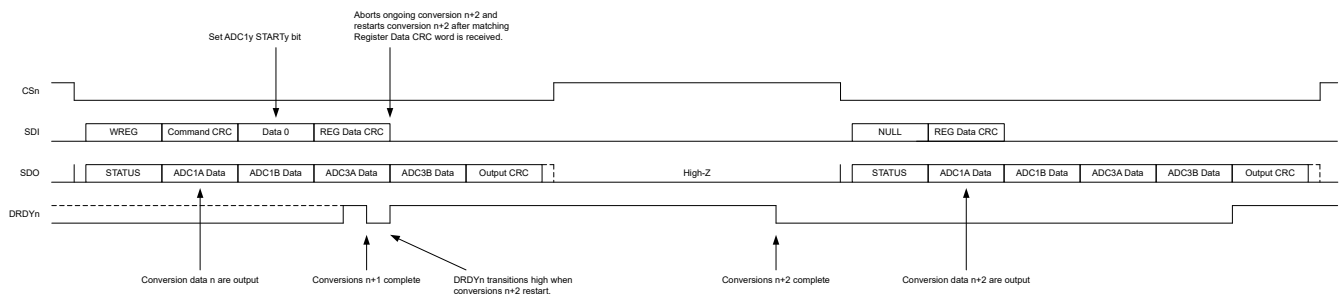 Aborts ongoing conversion n+2 and
restarts conversion n+2 after matching
Register Data CRC word is received.
Set ADC1y STARTy bit
CSn
SDI WREG Command CRC Data 0 REG Data CRC NULL REG Data CRC
SDO STATUS ADC1A Data ADC1B Data ADC3A Data ADC3B Data Output CRC High-Z STATUS ADC1A Data ADC1B Data ADC3A Data ADC3B Data Output CRC
DRDYn
Conversion data n are output
Conversions n+1 complete
DRDYn transitions high when
conversions n+2 restart.
Conversions n+2 complete
Conversion data n+2 are output